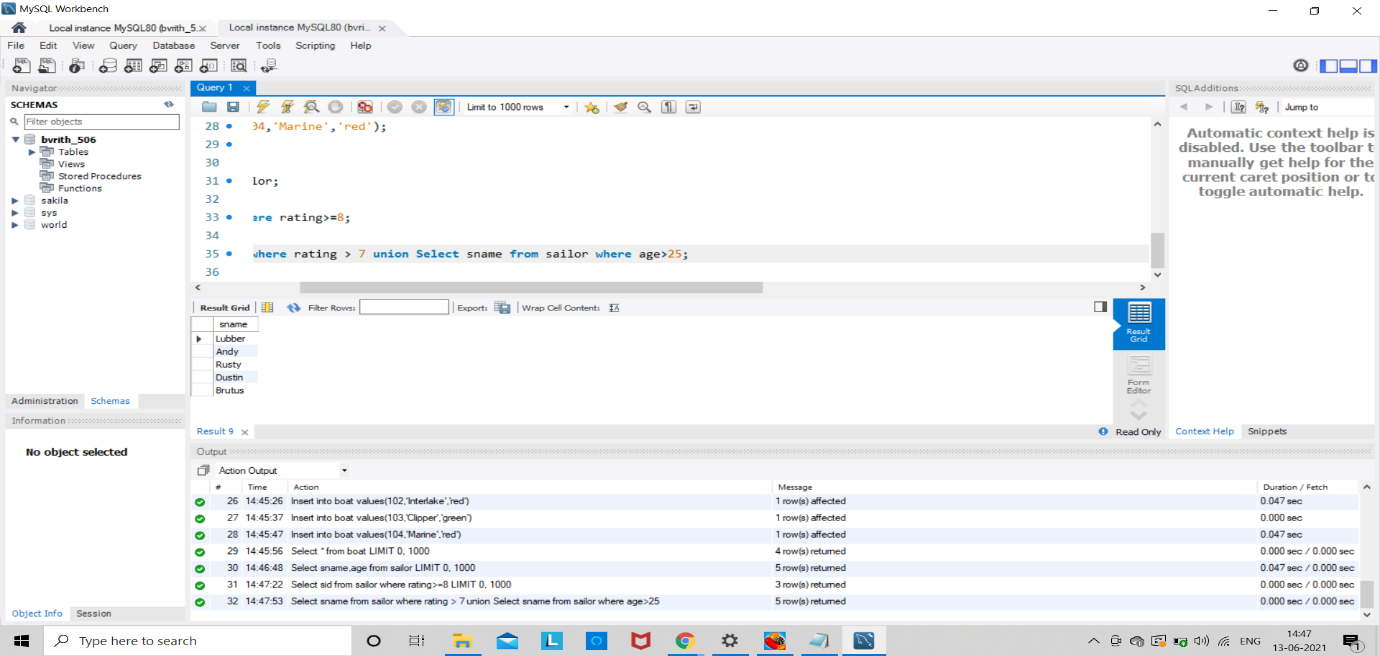 MySQL Workbench
Local instance MySQL80 (bvrith_5.. x Local instance MySQL80 (bvri... x
File Edit View Query Database Server Tools Scripting Help
Navigator
SCHEMAS
Filter objects
bvrith_506
Tables
Views
Stored Procedures
Functions
sakila
sys
world
Administration Schemas
Information
No object selected
Object Info Session
Query 1 x
Limit to 1000 rows
28 04,'Marine','red');
29
30
31 lor;
32
33 ere rating>=8;
34
35 where rating > 7 union Select sname from sailor where age>25;
36
Result Grid Filter Rows: Export: Wrap Cell Content:
sname
Lubber
Andy
Rusty
Dustin
Brutus
Result Grid
Form Editor
Result 9 x Read Only
SQLAdditions
Jump to
Automatic context help is
disabled. Use the toolbar t
manually get help for the
current caret position or to
toggle automatic help.
Context Help Snippets
Output
Action Output
# Time Action Message Duration / Fetch
26 14:45:26 Insert into boat values(102,'Interlake','red') 1 row(s) affected 0.047 sec
27 14:45:37 Insert into boat values(103,'Clipper','green') 1 row(s) affected 0.000 sec
28 14:45:47 Insert into boat values(104,'Marine','red') 1 row(s) affected 0.047 sec
29 14:45:56 Select * from boat LIMIT 0, 1000 4 row(s) returned 0.000 sec / 0.000 sec
30 14:46:48 Select sname,age from sailor LIMIT 0, 1000 5 row(s) returned 0.047 sec / 0.000 sec
31 14:47:22 Select sid from sailor where rating>=8 LIMIT 0, 1000 3 row(s) returned 0.000 sec / 0.000 sec
32 14:47:53 Select sname from sailor where rating > 7 union Select sname from sailor where age>25 5 row(s) returned 0.000 sec / 0.000 sec
Type here to search
ENG
14:47
13-06-2021